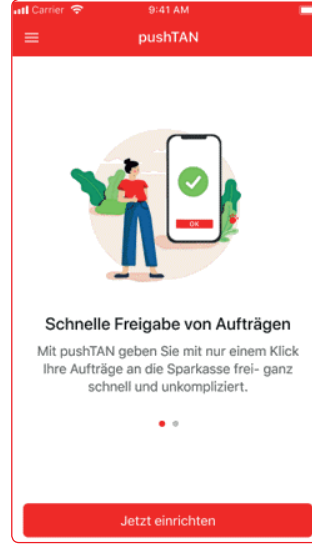 Carrier 9:41 AM
pushTAN
OK
Schnelle Freigabe von Aufträgen
Mit pushTAN geben Sie mit nur einem Klick
Ihre Aufträge an die Sparkasse frei- ganz
schnell und unkompliziert.
Jetzt einrichten